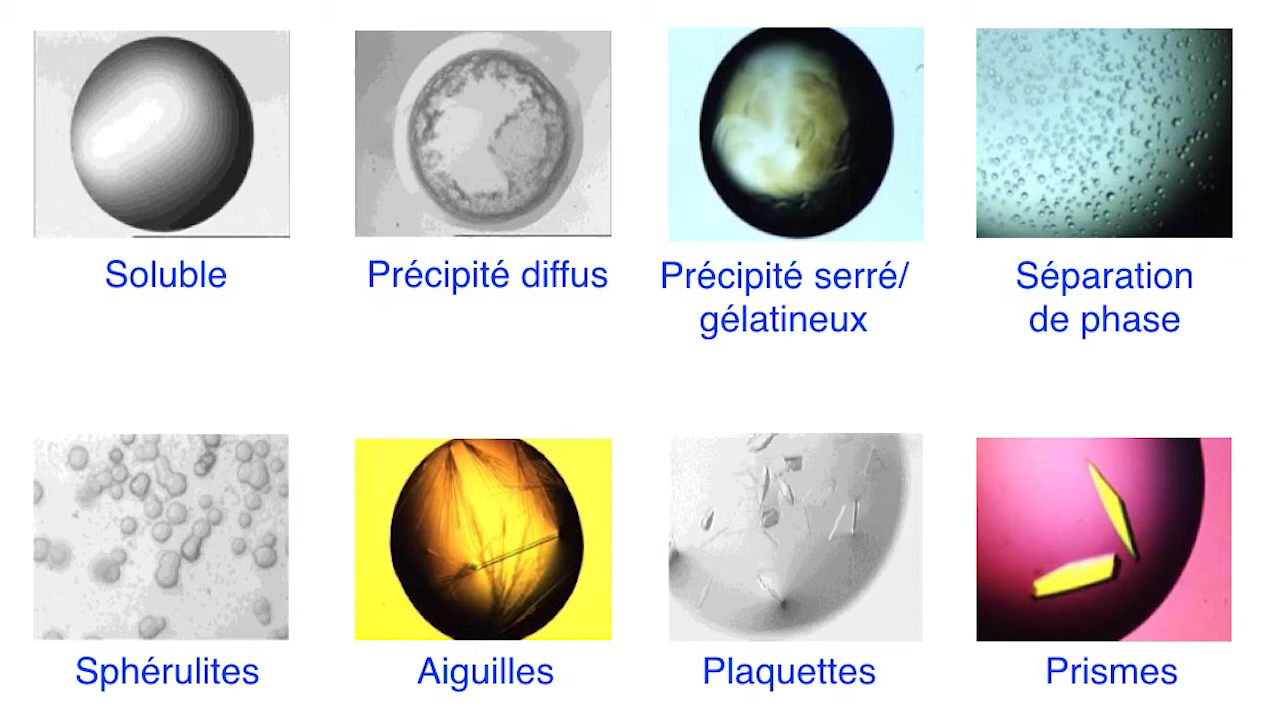 Soluble
Précipité diffus
Précipité serré/
gélatineux
Séparation
de phase
Sphérulites
Aiguilles
Plaquettes
Prismes